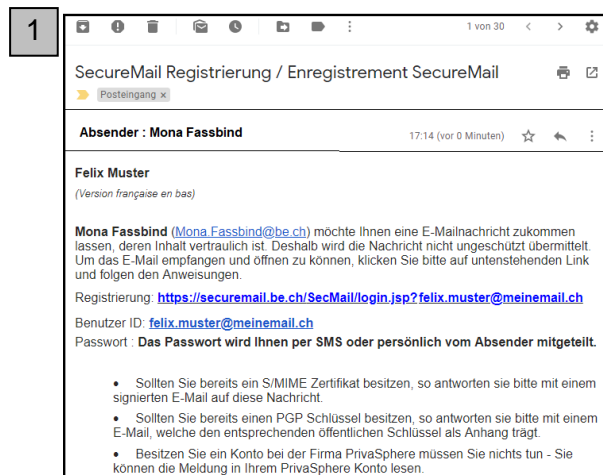 1
1 von 30
SecureMail Registrierung / Enregistrement SecureMail
Posteingang ×
Absender : Mona Fassbind
17:14 (vor 0 Minuten)
Felix Muster
(Version française en bas)
Mona Fassbind (Mona.Fassbind@be.ch) möchte Ihnen eine E-Mailnachricht zukommen
lassen, deren Inhalt vertraulich ist. Deshalb wird die Nachricht nicht ungeschützt übermittelt.
Um das E-Mail empfangen und öffnen zu können, klicken Sie bitte auf untenstehenden Link
und folgen den Anweisungen.
Registrierung: https://securemail.be.ch/SecMail/login.jsp?felix.muster@meinemail.ch
Benutzer ID: felix.muster@meinemail.ch
Passwort : Das Passwort wird Ihnen per SMS oder persönlich vom Absender mitgeteilt.
• Sollten Sie bereits ein S/MIME Zertifikat besitzen, so antworten sie bitte mit einem
signierten E-Mail auf diese Nachricht.
• Sollten Sie bereits einen PGP Schlüssel besitzen, so antworten sie bitte mit einem
E-Mail, welche den entsprechenden öffentlichen Schlüssel als Anhang trägt.
• Besitzen Sie ein Konto bei der Firma PrivaSphere müssen Sie nichts tun - Sie
können die Meldung in Ihrem PrivaSphere Konto lesen.